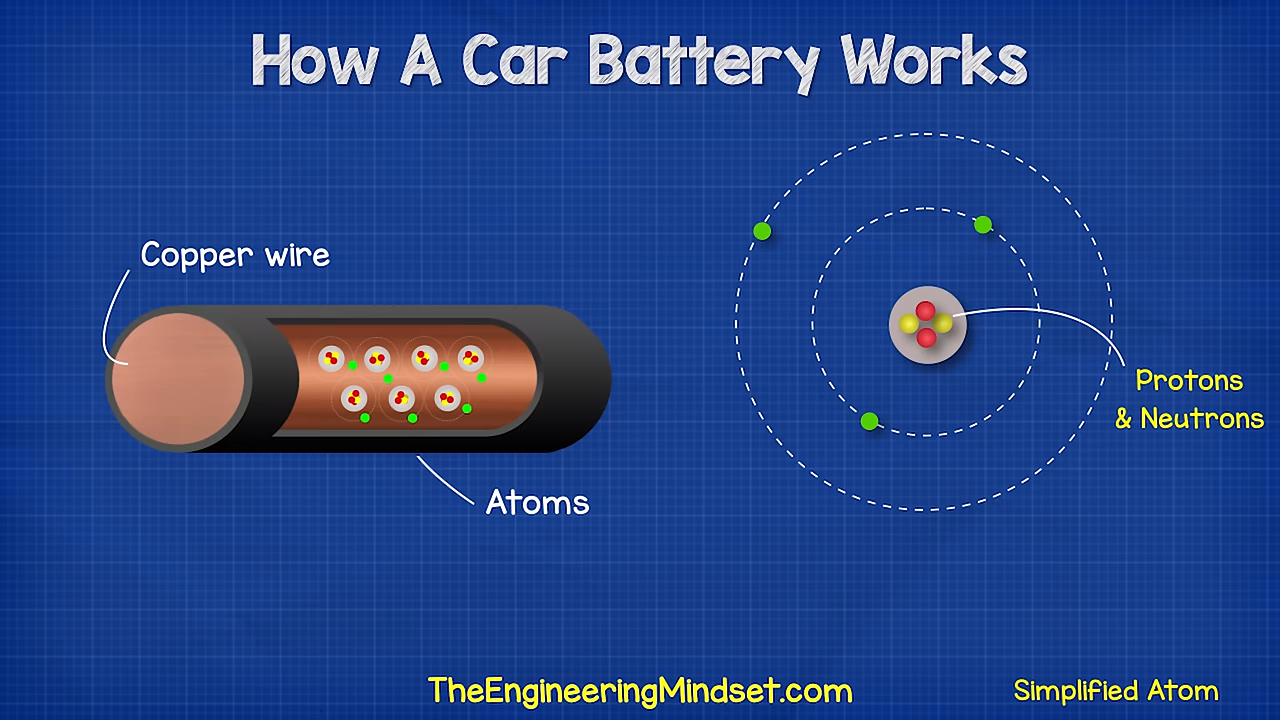 How A Car Battery Works
Copper wire
Atoms
Protons
& Neutrons
TheEngineeringMindset.com
Simplified Atom